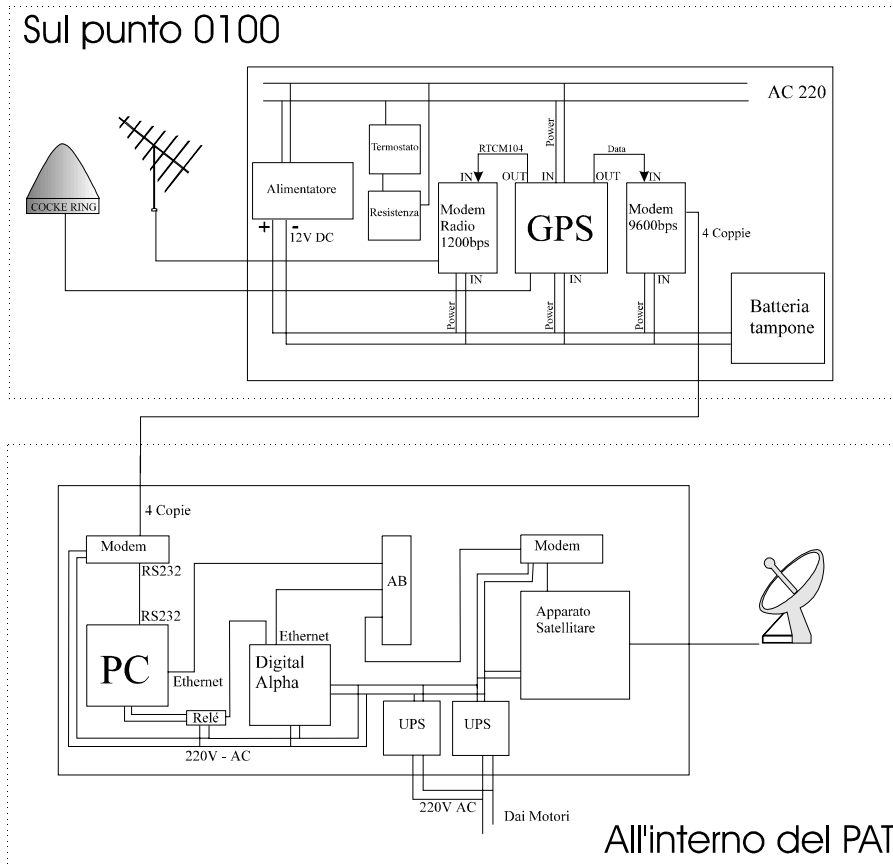 Sul punto 0100
AC 220
Power
RTCM104
Data
Termostato
IN
OUT
IN
OUT
IN
Alimentatore
COCKE RING
Resistenza
Modem
Radio
1200bps
GPS
Modem
9600bps
+
-
12V DC
4 Coppie
IN
IN
IN
Power
Power
Power
Batteria
tampone
4 Copie
Modem
RS232
AB
Modem
RS232
Apparato
Satellitare
PC
Ethernet
Digital
Alpha
Ethernet
Relé
UPS
UPS
220V - AC
220V AC
Dai Motori
All'interno del PAT